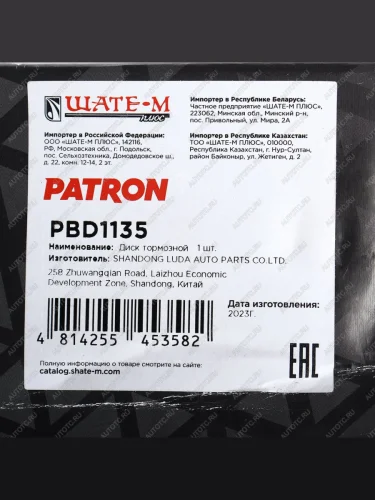 ШАТЕ-М
ПЛЮС
Импортер в Российской Федерации:
ООО «ШАТЕ-М ПЛЮС», 142116,
РФ, Московская обл., г. Подольск,
пос. Сельхозтехника, Домодедовское ш.,
д. 22, комн. 12-14, 2 эт.
Импортер в Республике Беларусь:
Частное предприятие «ШАТЕ-М ПЛЮС»,
223062, Минская обл., Минский р-н,
пос. Привольный, ул. Мира, 2А
Импортер в Республике Казахстан:
ТОО «ШАТЕ-М ПЛЮС», 010000,
Республика Казахстан, г. Нур-Султан,
район Байконыр, ул. Жетиген, д. 2
PATRON
PBD1135
Наименование: Диск тормозной 1 шт.
Изготовитель: SHANDONG LUDA AUTO PARTS CO.LTD.
258 Zhuwangqian Road, Laizhou Economic
Development Zone, Shandong, Китай
Дата изготовления:
2023Г.
4 814255 453582
EAC
Полную информацию о товаре смотрите на сайте:
catalog.shate-m.com